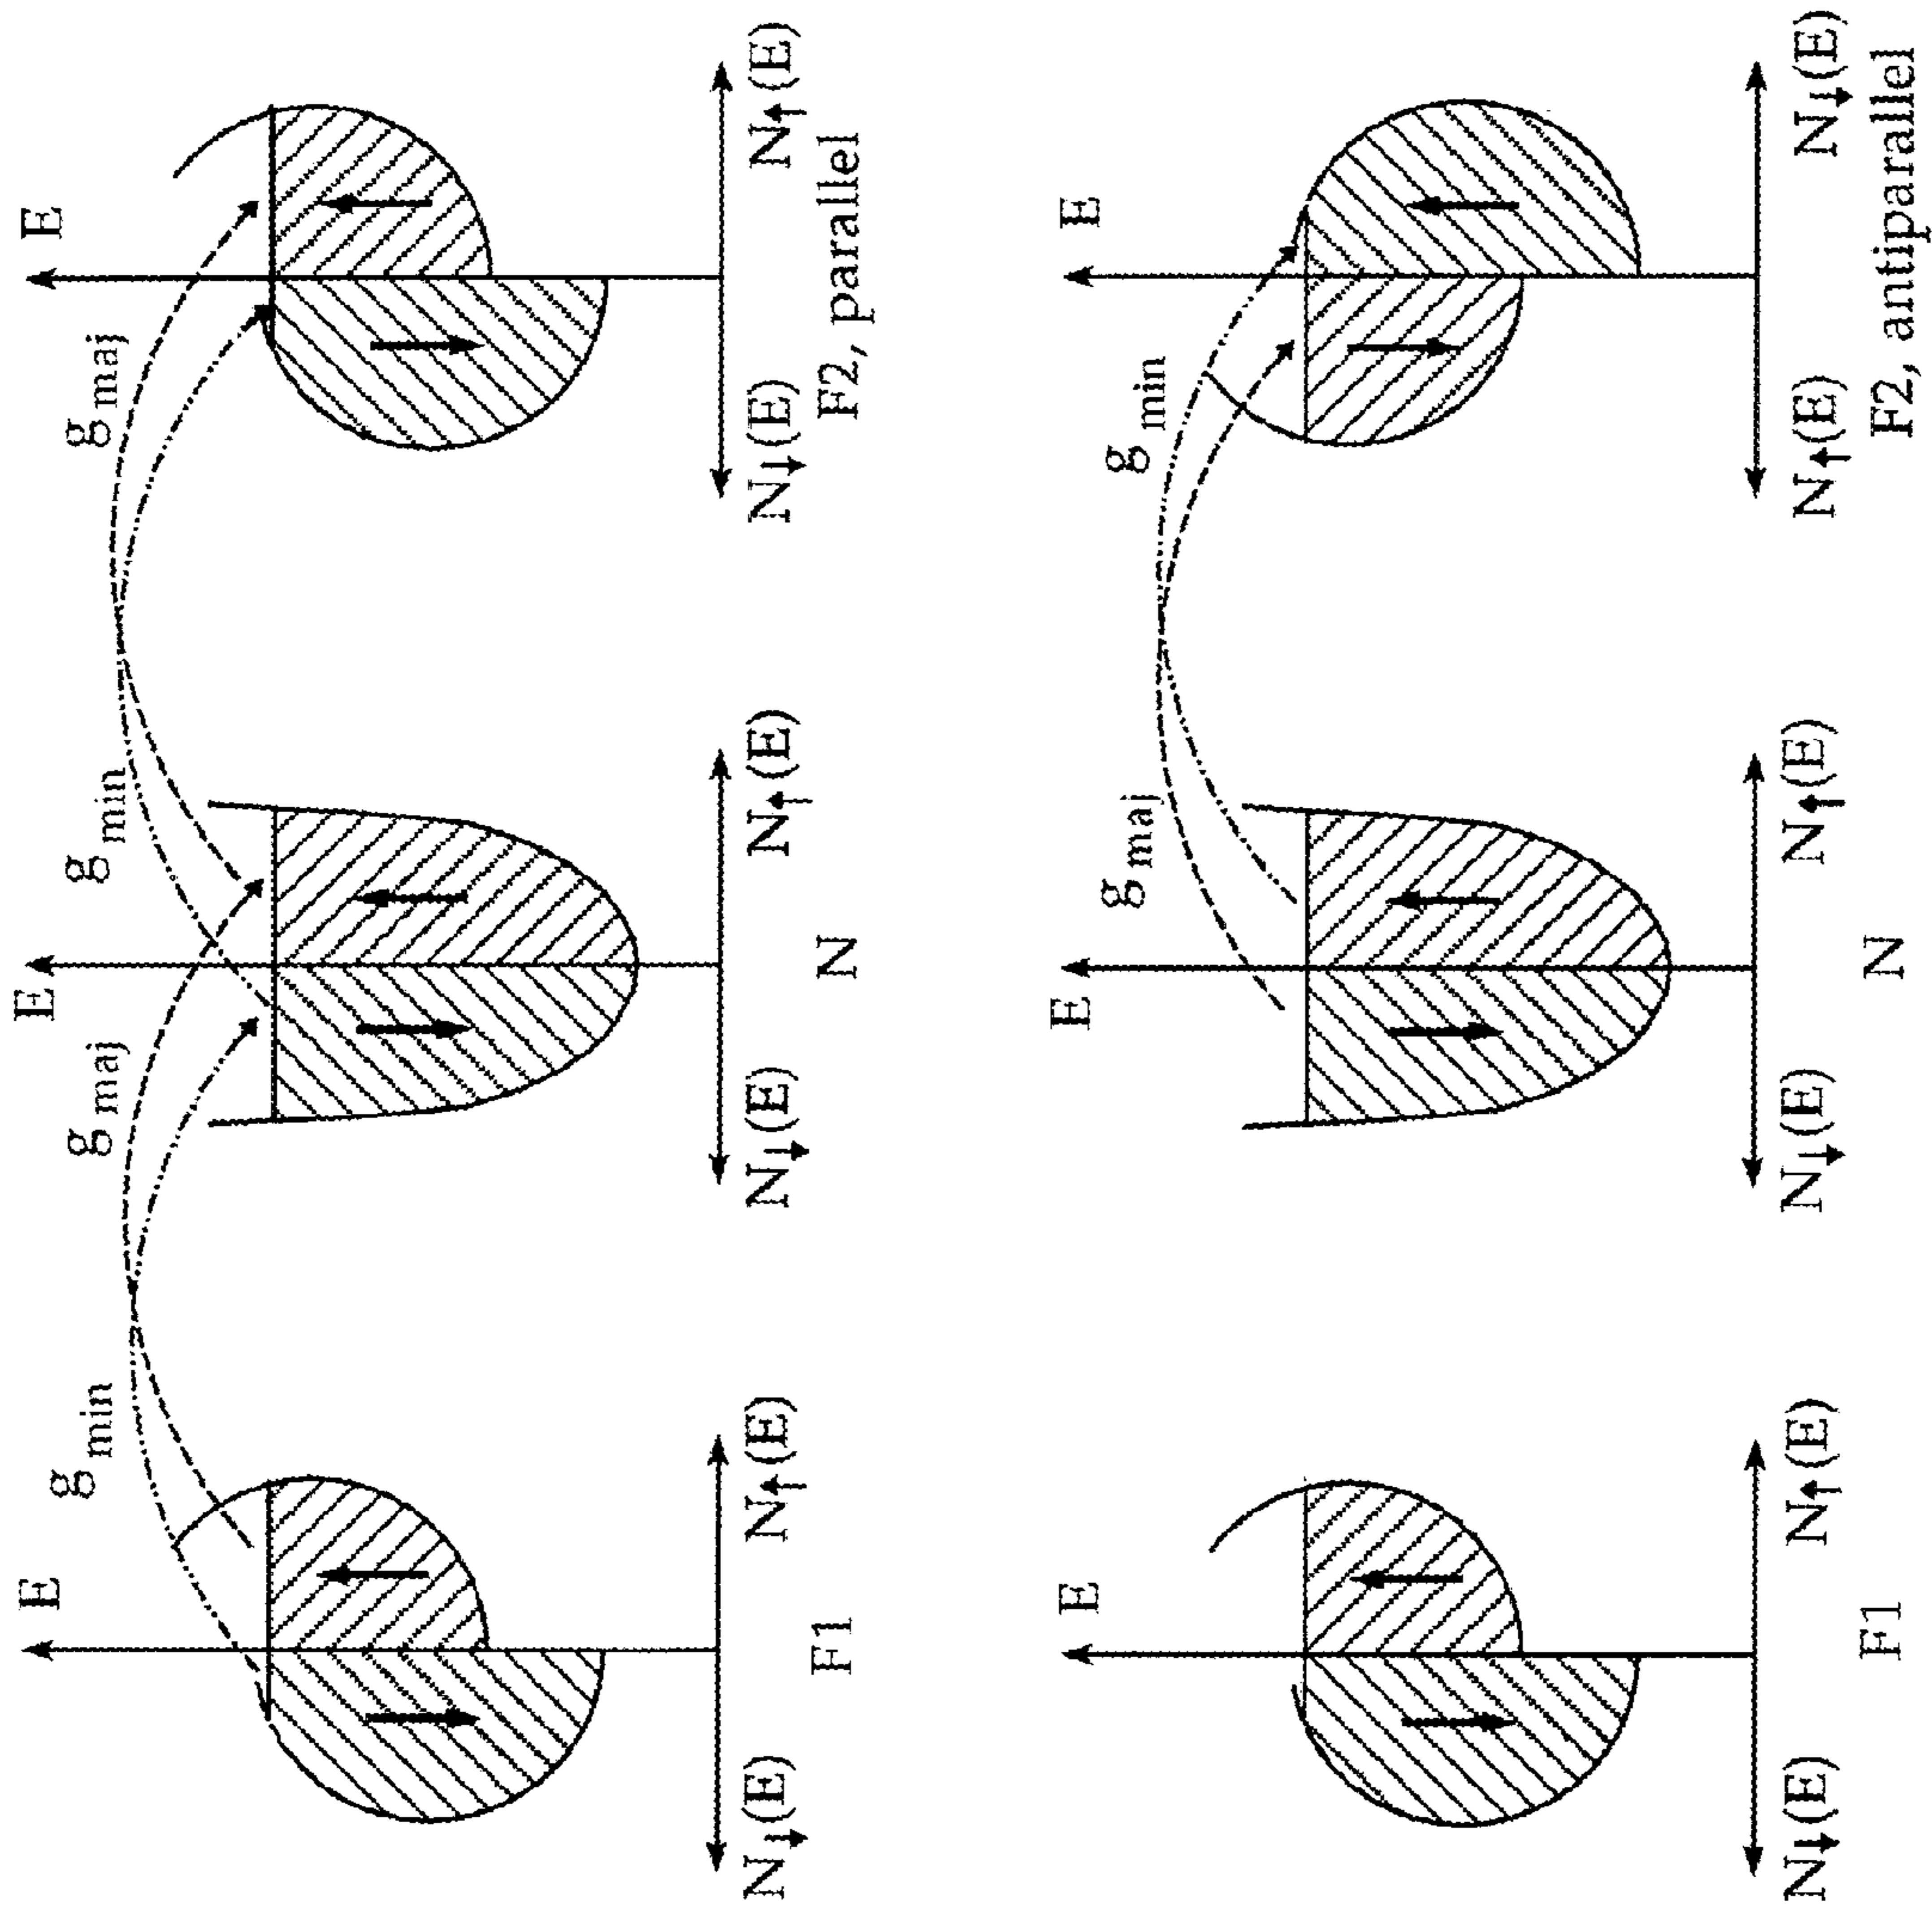 E E E
g min g maj g min g maj
N↓(E) N↑(E) N↓(E) N↑(E) N↓(E) N↑(E)
F1 N F2, parallel
E E E
g maj g min
N↓(E) N↑(E) N↓(E) N↑(E) N↑(E) N↓(E)
F1 N F2, antiparallel